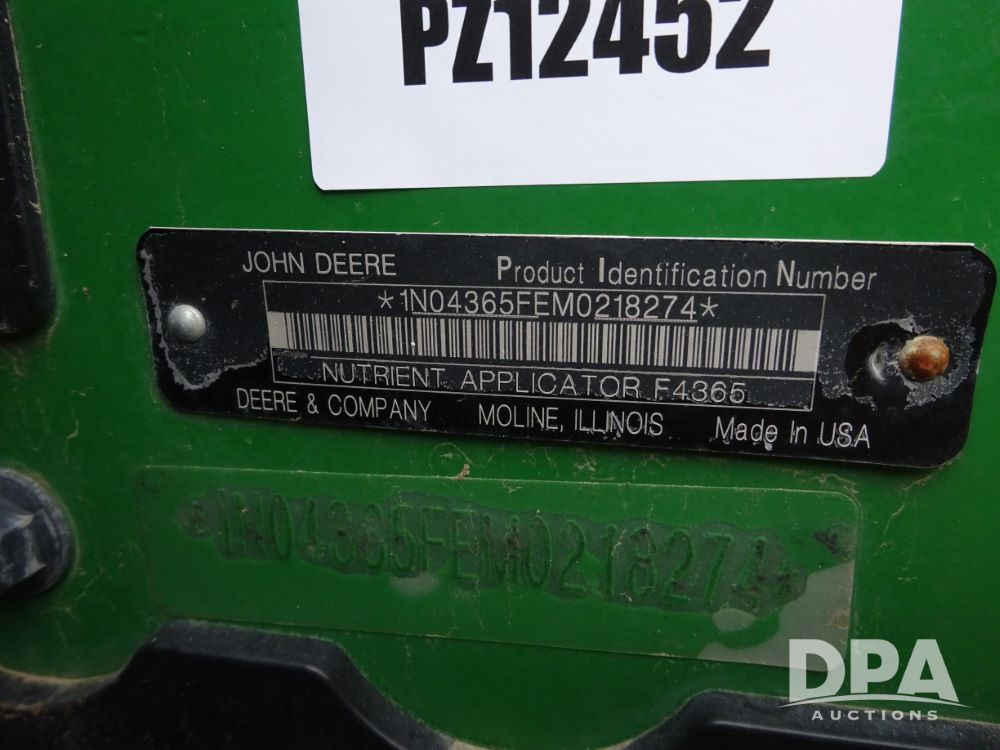 PZ12452
JOHN DEERE Product Identification Number
*1N04365FEM0218274*
NUTRIENT APPLICATOR F4365
DEERE & COMPANY MOLINE, ILLINOIS Made In USA
*1N04365FEM0218274*
DPA
AUCTIONS